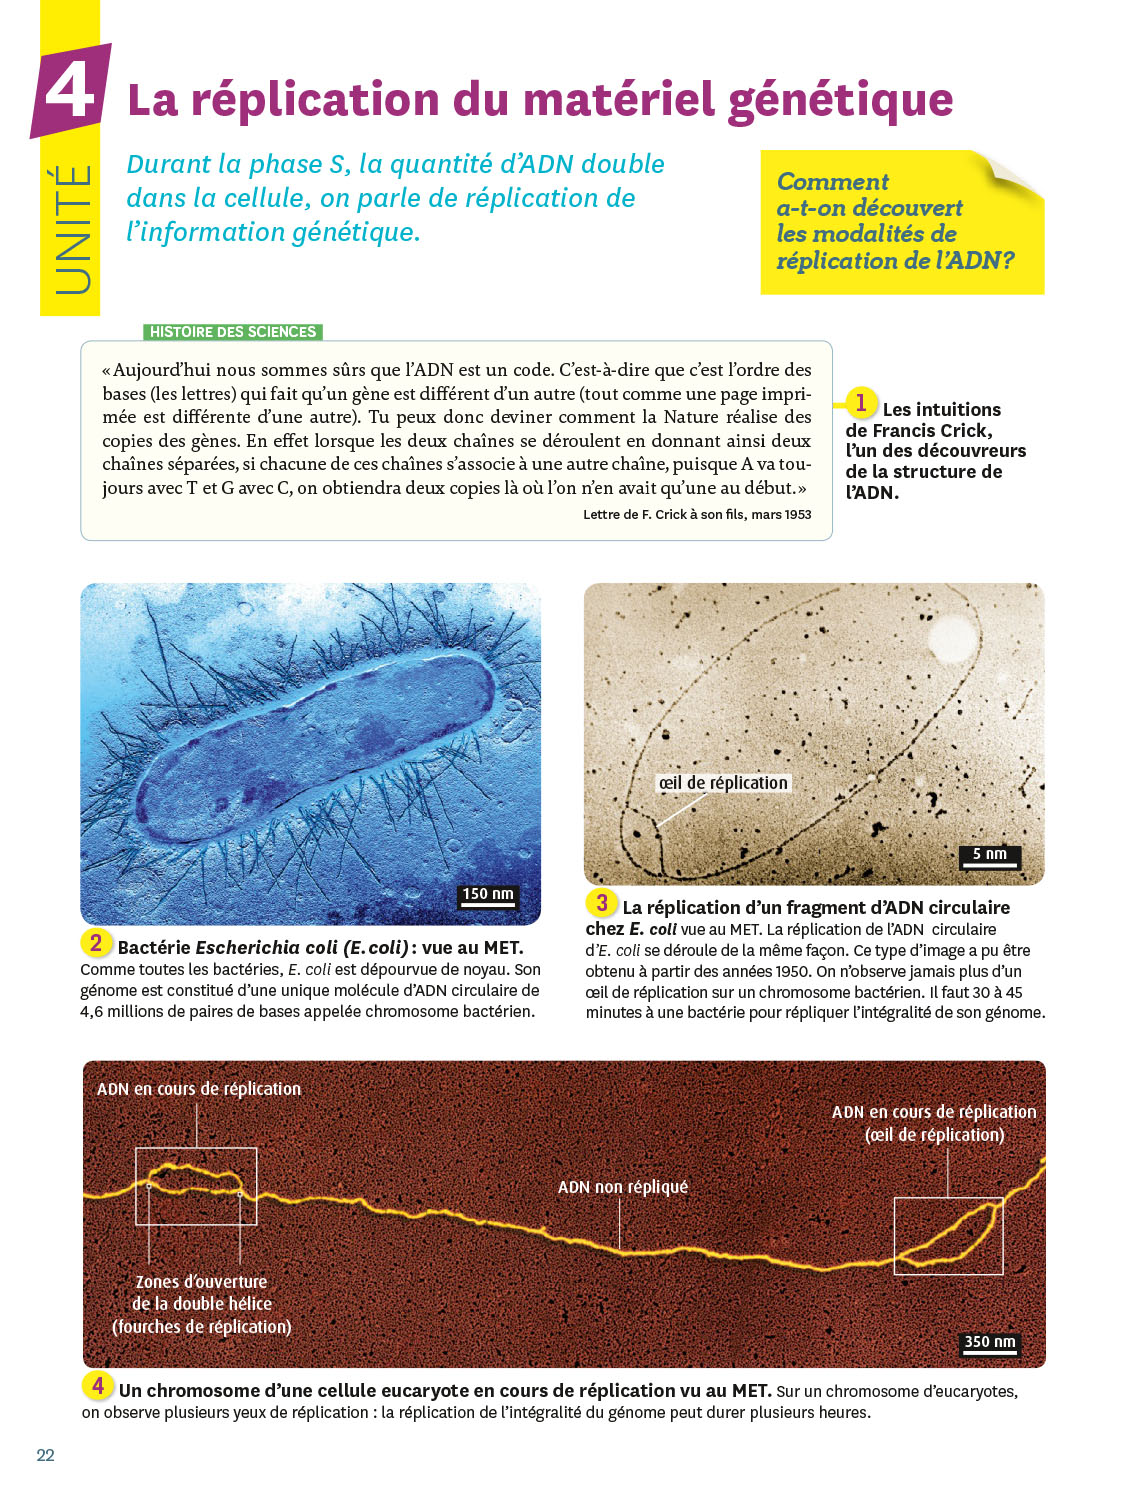 4
UNITÉ
La réplication du matériel génétique
Durant la phase S, la quantité d’ADN double
dans la cellule, on parle de réplication de
l’information génétique.
Comment
a-t-on découvert
les modalités de
réplication de l’ADN?
HISTOIRE DES SCIENCES
« Aujourd’hui nous sommes sûrs que l’ADN est un code. C’est-à-dire que c’est l’ordre des
bases (les lettres) qui fait qu’un gène est différent d’un autre (tout comme une page impri-
mée est différente d’une autre). Tu peux donc deviner comment la Nature réalise des
copies des gènes. En effet lorsque les deux chaînes se déroulent en donnant ainsi deux
chaînes séparées, si chacune de ces chaînes s’associe à une autre chaîne, puisque A va tou-
jours avec T et G avec C, on obtiendra deux copies là où l’on n’en avait qu’une au début. »
Lettre de F. Crick à son fils, mars 1953
1 Les intuitions
de Francis Crick,
l’un des découvreurs
de la structure de
l’ADN.
150 nm
2 Bactérie Escherichia coli (E. coli) : vue au MET.
Comme toutes les bactéries, E. coli est dépourvue de noyau. Son
génome est constitué d’une unique molécule d’ADN circulaire de
4,6 millions de paires de bases appelée chromosome bactérien.
œil de réplication
5 nm
3 La réplication d’un fragment d’ADN circulaire
chez E. coli vue au MET. La réplication de l’ADN circulaire
d’E. coli se déroule de la même façon. Ce type d’image a pu être
obtenu à partir des années 1950. On n’observe jamais plus d’un
œil de réplication sur un chromosome bactérien. Il faut 30 à 45
minutes à une bactérie pour répliquer l’intégralité de son génome.
ADN en cours de réplication
ADN en cours de réplication
(œil de réplication)
ADN non répliqué
Zones d’ouverture
de la double hélice
(fourches de réplication)
350 nm
4 Un chromosome d’une cellule eucaryote en cours de réplication vu au MET. Sur un chromosome d’eucaryotes,
on observe plusieurs yeux de réplication : la réplication de l’intégralité du génome peut durer plusieurs heures.
22